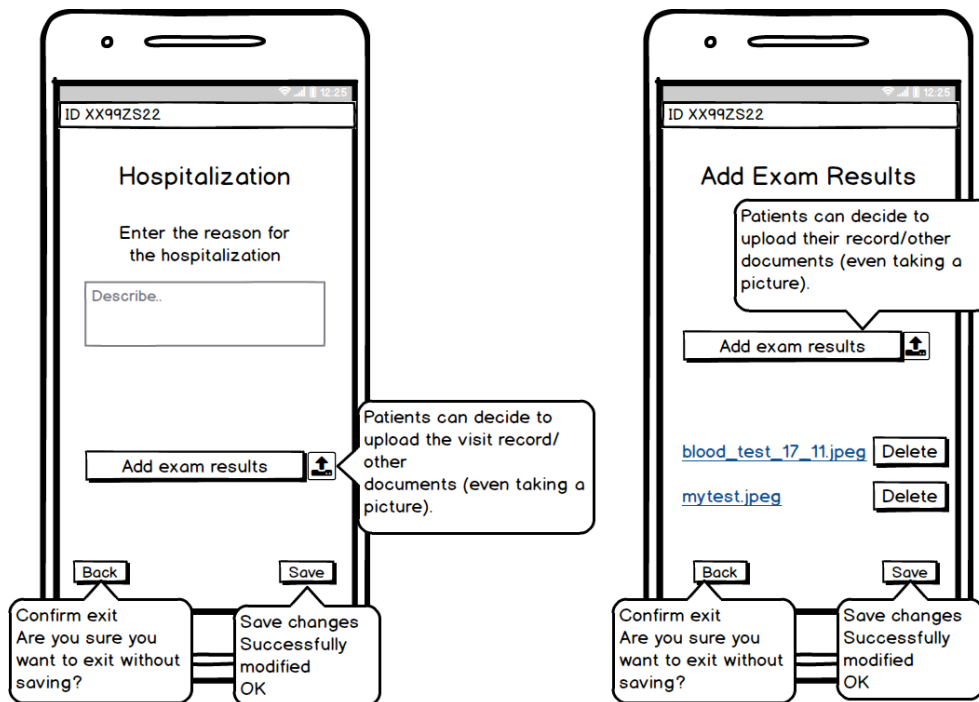 12:25
ID XX99ZS22
Hospitalization
Enter the reason for
the hospitalization
Describe..
Add exam results
Patients can decide to
upload the visit record/
other
documents (even taking a
picture).
Back
Save
Confirm exit
Are you sure you
want to exit without
saving?
Save changes
Successfully
modified
OK
12:25
ID XX99ZS22
Add Exam Results
Patients can decide to
upload their record/other
documents (even taking a
picture).
Add exam results
blood_test_17_11.jpeg
Delete
mytest.jpeg
Delete
Back
Save
Confirm exit
Are you sure you
want to exit without
saving?
Save changes
Successfully
modified
OK